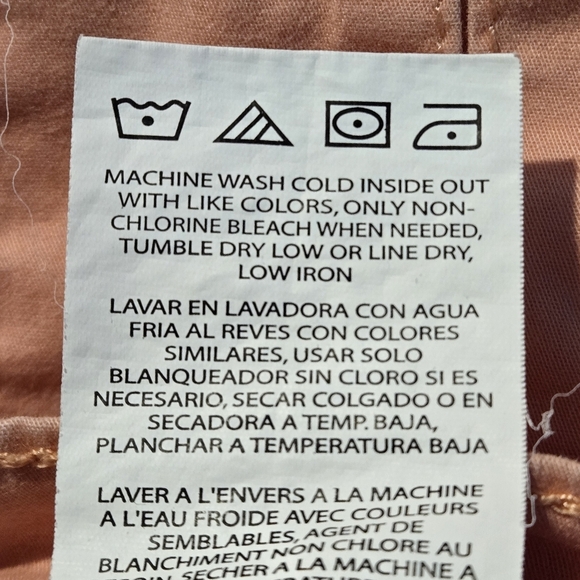 MACHINE WASH COLD INSIDE OUT
WITH LIKE COLORS, ONLY NON-
CHLORINE BLEACH WHEN NEEDED,
TUMBLE DRY LOW OR LINE DRY,
LOW IRON
LAVAR EN LAVADORA CON AGUA
FRIA AL REVES CON COLORES
SIMILARES, USAR SOLO
BLANQUEADOR SIN CLORO SI ES
NECESARIO, SECAR COLGADO O EN
SECADORA A TEMP. BAJA,
PLANCHAR A TEMPERATURA BAJA
LAVER A L'ENVERS A LA MACHINE
A L'EAU FROIDE AVEC COULEURS
SEMBLABLES, AGENT DE
BLANCHIMENT NON CHLORE AU
SECHER A LA MACHINE A